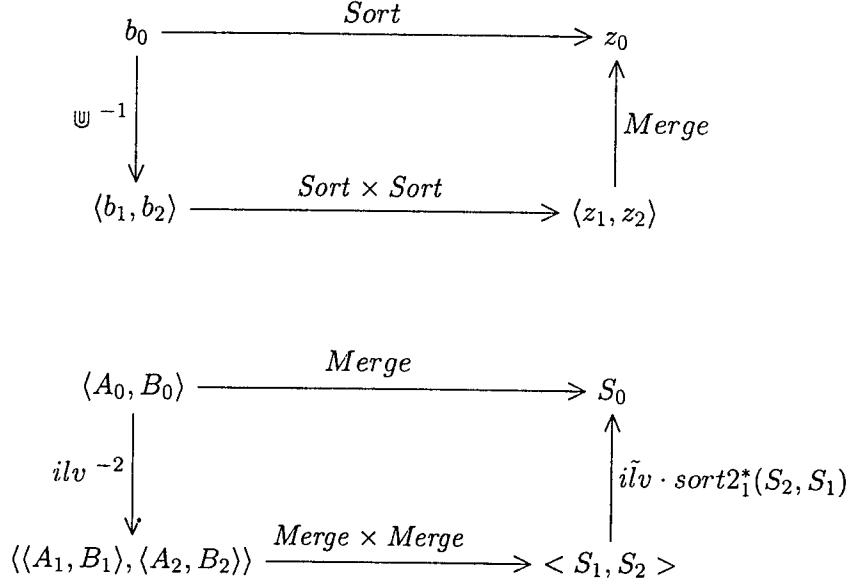 Sort
b₀ z₀
⋓ ⁻¹ Merge
Sort × Sort
⟨b₁, b₂⟩ ⟨z₁, z₂⟩
Merge
⟨A₀, B₀⟩ S₀
ilv ⁻² il̃v · sort2₁*(S₂, S₁)
Merge × Merge
⟨⟨A₁, B₁⟩, ⟨A₂, B₂⟩⟩ < S₁, S₂ >